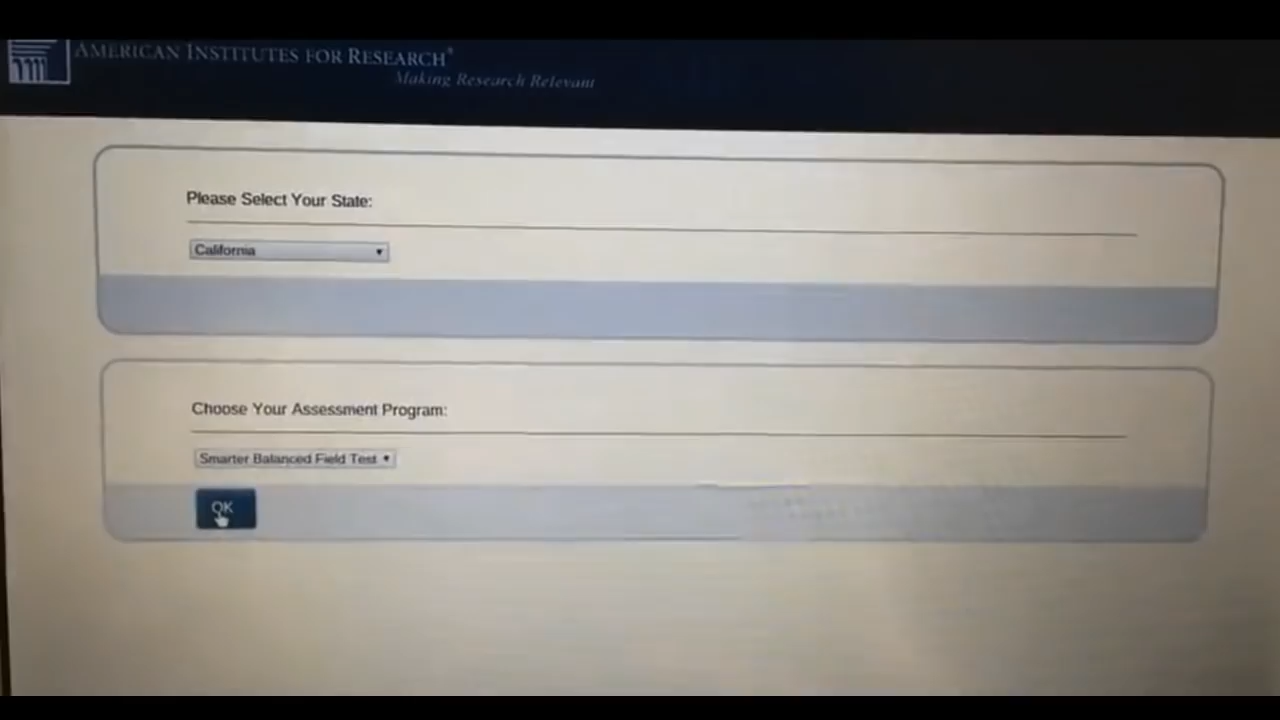 AMERICAN INSTITUTES FOR RESEARCH®
Making Research Relevant
Please Select Your State:
California
Choose Your Assessment Program:
Smarter Balanced Field Test
OK